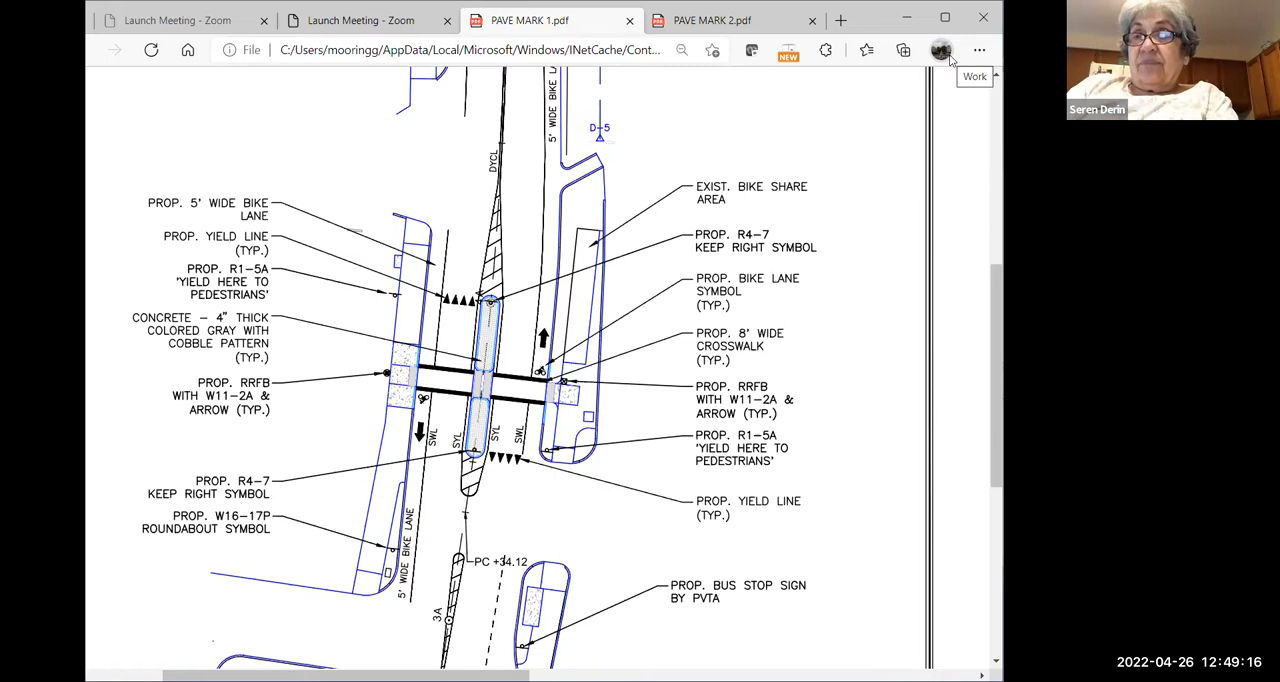 Launch Meeting - Zoom
Launch Meeting - Zoom
PAVE MARK 1.pdf
PAVE MARK 2.pdf
File
C:/Users/mooringg/AppData/Local/Microsoft/Windows/INetCache/Cont...
NEW
Work
Seren Derin
5' WIDE BIKE LA
D-5
DYCL
PROP. 5' WIDE BIKE
LANE
PROP. YIELD LINE
(TYP.)
PROP. R1-5A
'YIELD HERE TO
PEDESTRIANS'
CONCRETE - 4" THICK
COLORED GRAY WITH
COBBLE PATTERN
(TYP.)
PROP. RRFB
WITH W11-2A &
ARROW (TYP.)
PROP. R4-7
KEEP RIGHT SYMBOL
PROP. W16-17P
ROUNDABOUT SYMBOL
EXIST. BIKE SHARE
AREA
PROP. R4-7
KEEP RIGHT SYMBOL
PROP. BIKE LANE
SYMBOL
(TYP.)
PROP. 8' WIDE
CROSSWALK
(TYP.)
PROP. RRFB
WITH W11-2A &
ARROW (TYP.)
PROP. R1-5A
'YIELD HERE TO
PEDESTRIANS'
PROP. YIELD LINE
(TYP.)
PROP. BUS STOP SIGN
BY PVTA
SWL
SYL
SYL
SWL
5' WIDE BIKE LANE
PC +34.12
3A
2022-04-26 12:49:16